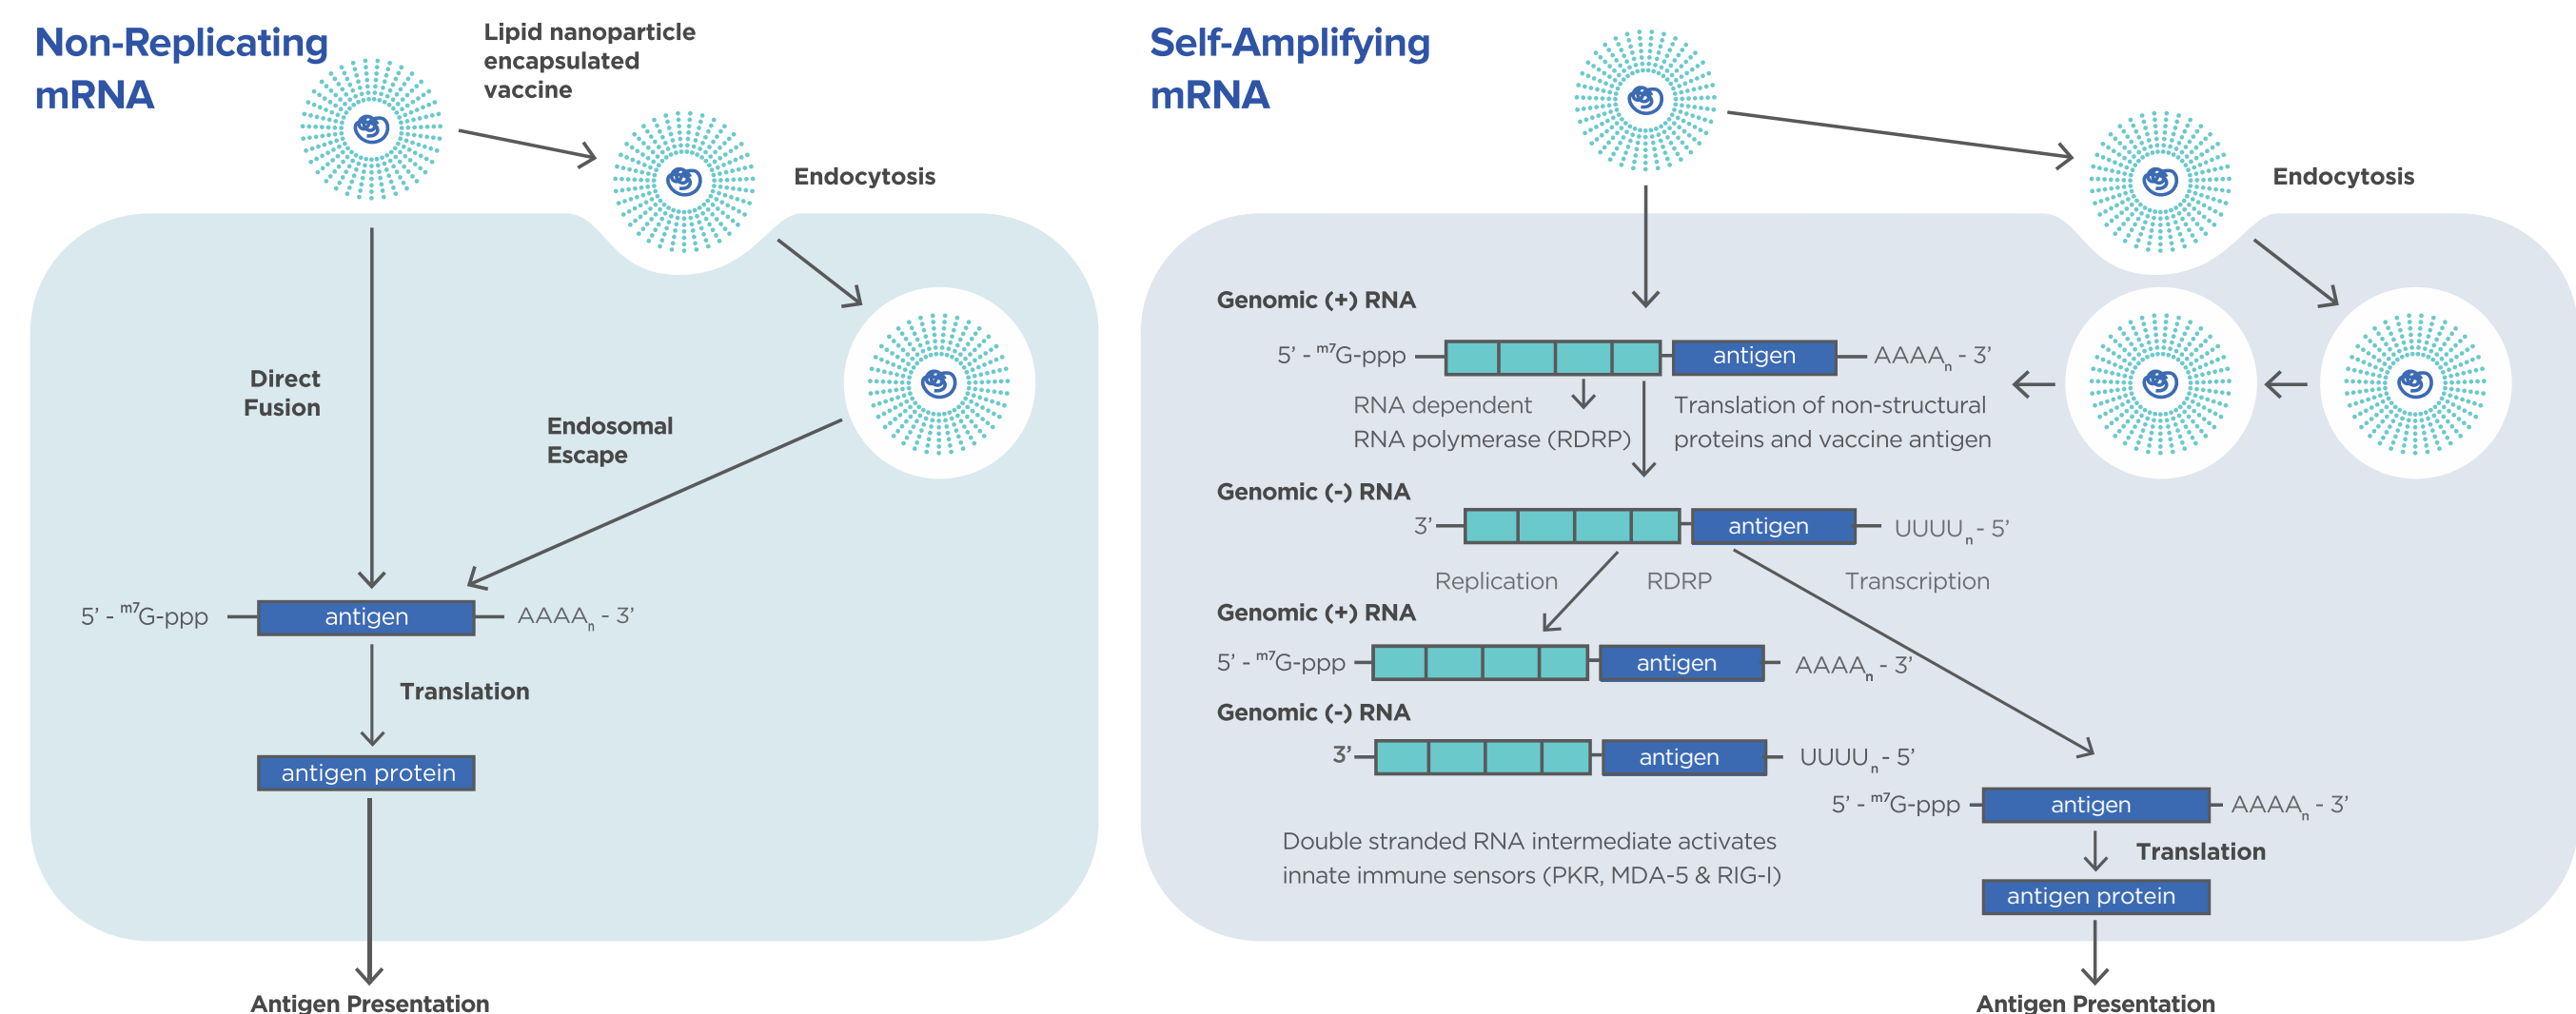 Non-Replicating
mRNA
Lipid nanoparticle
encapsulated
vaccine
Endocytosis
Direct
Fusion
Endosomal
Escape
5’ - m7G-ppp antigen AAAAn - 3’
Translation
antigen protein
Antigen Presentation
Self-Amplifying
mRNA
Endocytosis
Genomic (+) RNA
5’ - m7G-ppp antigen AAAAn - 3’
RNA dependent
RNA polymerase (RDRP)
Translation of non-structural
proteins and vaccine antigen
Genomic (-) RNA
3’ antigen UUUUn - 5’
Replication RDRP Transcription
Genomic (+) RNA
5’ - m7G-ppp antigen AAAAn - 3’
Genomic (-) RNA
3’ antigen UUUUn - 5’
5’ - m7G-ppp antigen AAAAn - 3’
Double stranded RNA intermediate activates
innate immune sensors (PKR, MDA-5 & RIG-I)
Translation
antigen protein
Antigen Presentation